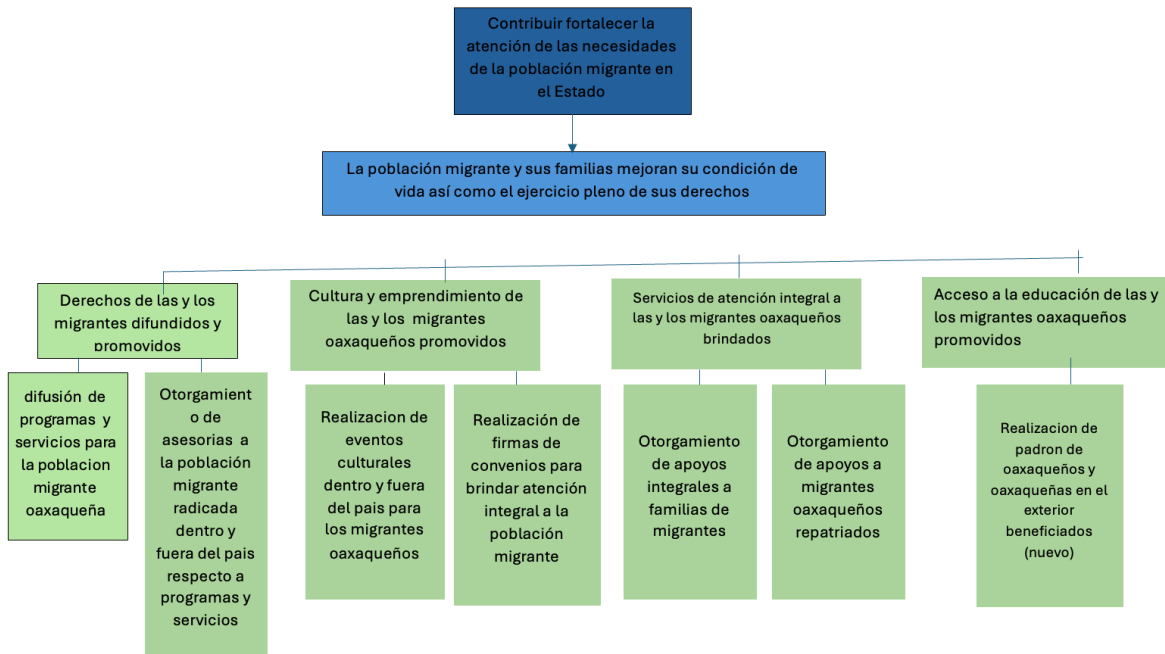 Contribuir fortalecer la
atención de las necesidades
de la población migrante en
el Estado
La población migrante y sus familias mejoran su condición de
vida así como el ejercicio pleno de sus derechos
Derechos de las y los
migrantes difundidos y
promovidos
Cultura y emprendimiento de
las y los migrantes
oaxaqueños promovidos
Servicios de atención integral a
las y los migrantes oaxaqueños
brindados
Acceso a la educación de las y
los migrantes oaxaqueños
promovidos
difusión de
programas y
servicios para
la poblacion
migrante
oaxaqueña
Otorgamient
o de
asesorias a
la población
migrante
radicada
dentro y
fuera del pais
respecto a
programas y
servicios
Realizacion de
eventos
culturales
dentro y fuera
del pais para
los migrantes
oaxaqueños
Realización de
firmas de
convenios para
brindar atención
integral a la
población
migrante
Otorgamiento
de apoyos
integrales a
familias de
migrantes
Otorgamiento
de apoyos a
migrantes
oaxaqueños
repatriados
Realizacion de
padron de
oaxaqueños y
oaxaqueñas en el
exterior
beneficiados
(nuevo)